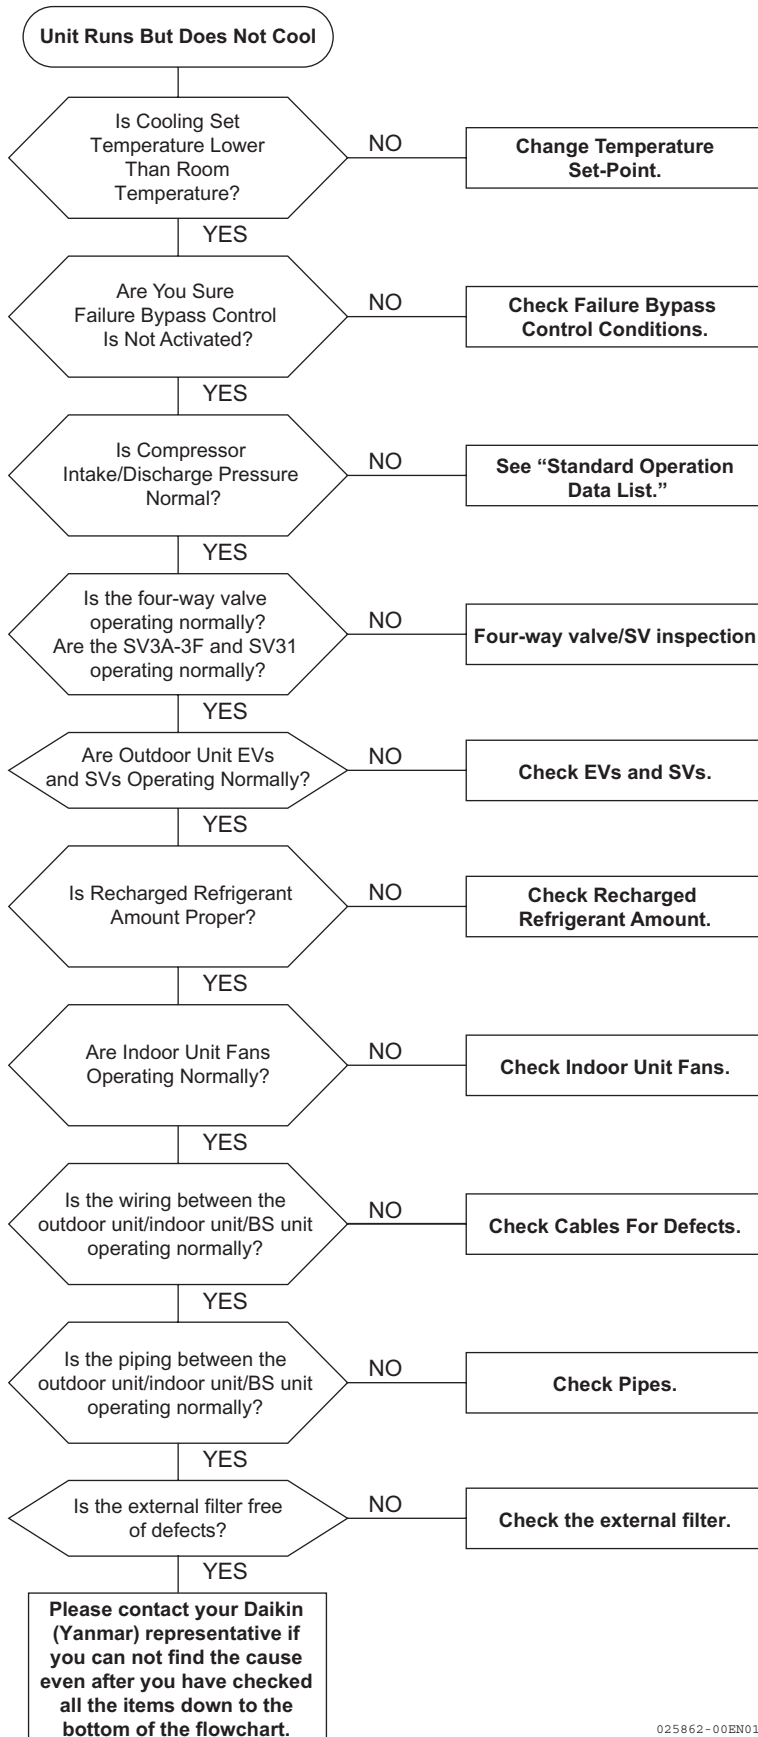 Unit Runs But Does Not Cool
Is Cooling Set
Temperature Lower
Than Room
Temperature?
NO
Change Temperature
Set-Point.
YES
Are You Sure
Failure Bypass Control
Is Not Activated?
NO
Check Failure Bypass
Control Conditions.
YES
Is Compressor
Intake/Discharge Pressure
Normal?
NO
See “Standard Operation
Data List.”
YES
Is the four-way valve
operating normally?
Are the SV3A-3F and SV31
operating normally?
NO
Four-way valve/SV inspection
YES
Are Outdoor Unit EVs
and SVs Operating Normally?
NO
Check EVs and SVs.
YES
Is Recharged Refrigerant
Amount Proper?
NO
Check Recharged
Refrigerant Amount.
YES
Are Indoor Unit Fans
Operating Normally?
NO
Check Indoor Unit Fans.
YES
Is the wiring between the
outdoor unit/indoor unit/BS unit
operating normally?
NO
Check Cables For Defects.
YES
Is the piping between the
outdoor unit/indoor unit/BS unit
operating normally?
NO
Check Pipes.
YES
Is the external filter free
of defects?
NO
Check the external filter.
YES
Please contact your Daikin
(Yanmar) representative if
you can not find the cause
even after you have checked
all the items down to the
bottom of the flowchart.
025862-00EN01